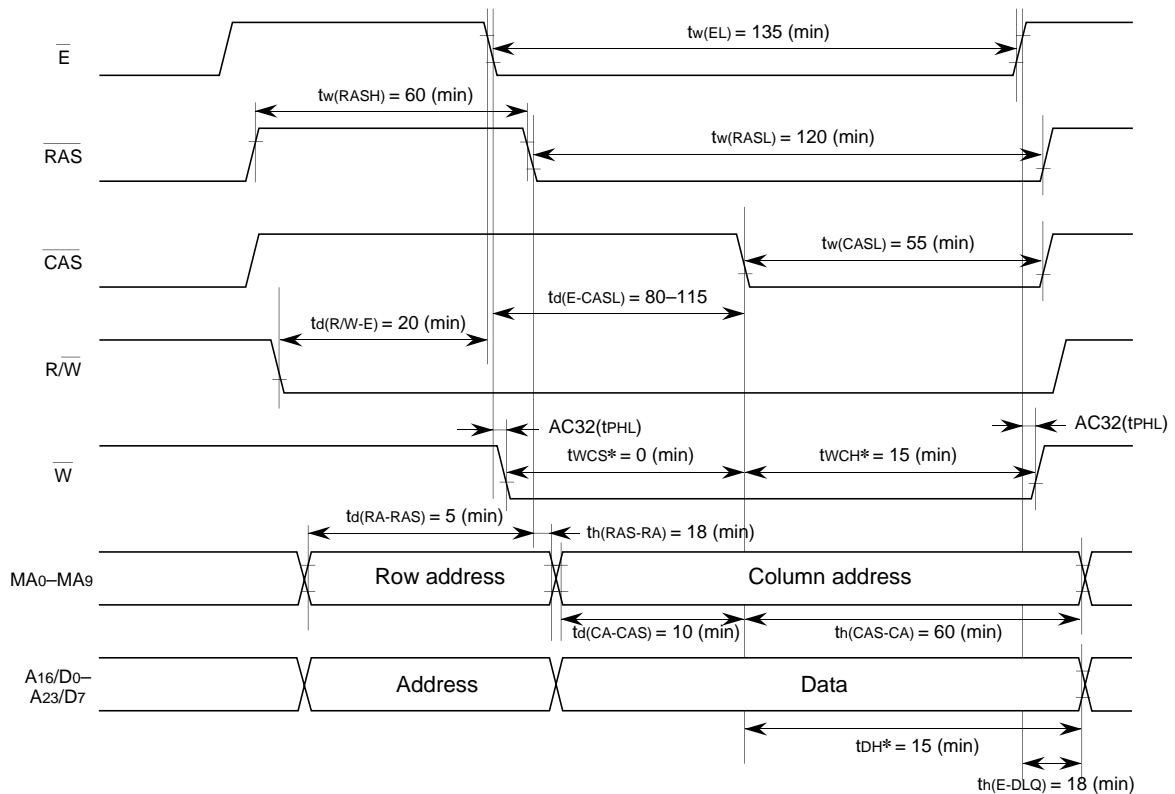 E̅
tw(EL) = 135 (min)
tw(RASH) = 60 (min)
R̅A̅S̅
tw(RASL) = 120 (min)
C̅A̅S̅
tw(CASL) = 55 (min)
td(E-CASL) = 80–115
td(R/W-E) = 20 (min)
R/W̅
AC32(tPHL)
AC32(tPHL)
W̅
tWCS* = 0 (min)
tWCH* = 15 (min)
td(RA-RAS) = 5 (min)
th(RAS-RA) = 18 (min)
MA0–MA9
Row address
Column address
td(CA-CAS) = 10 (min)
th(CAS-CA) = 60 (min)
A16/D0–
A23/D7
Address
Data
tDH* = 15 (min)
th(E-DLQ) = 18 (min)